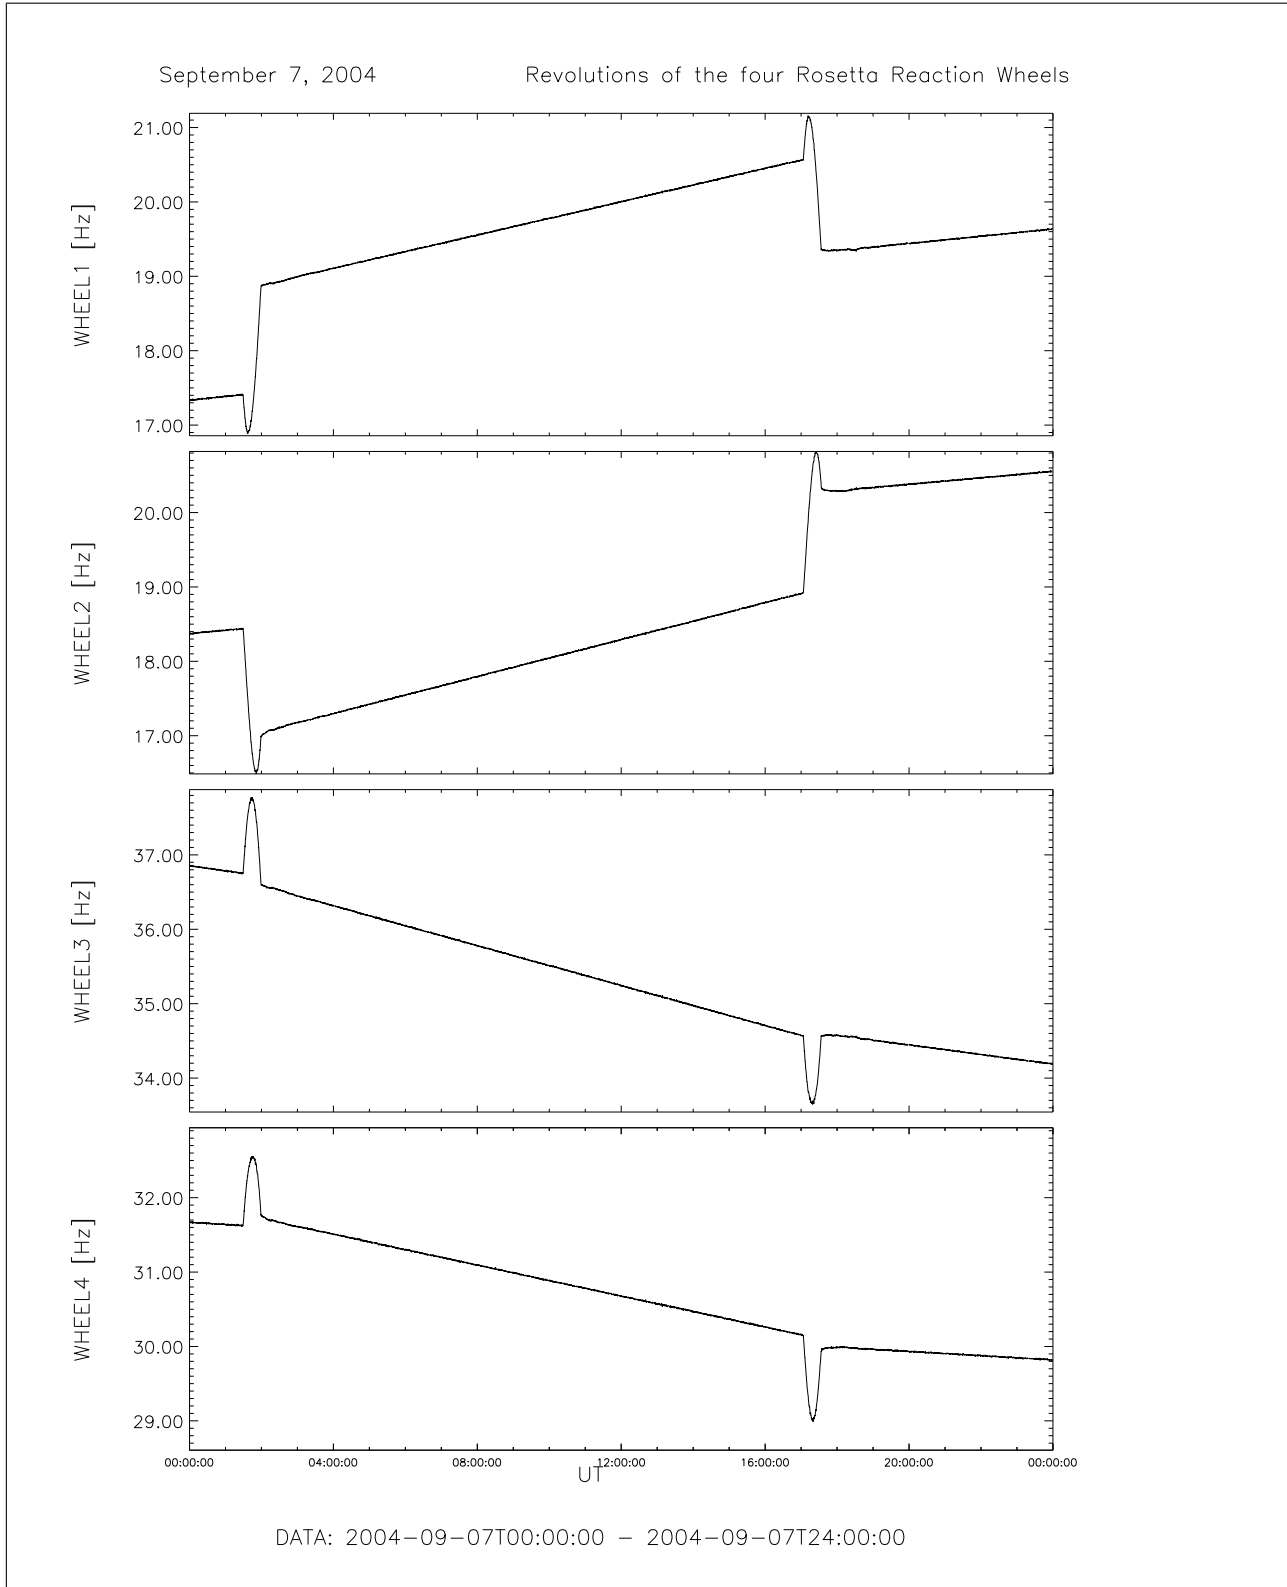 September 7, 2004 Revolutions of the four Rosetta Reaction Wheels
21.00
20.00
19.00
18.00
17.00
WHEEL1 [Hz]
20.00
19.00
18.00
17.00
WHEEL2 [Hz]
37.00
36.00
35.00
34.00
WHEEL3 [Hz]
32.00
31.00
30.00
29.00
WHEEL4 [Hz]
00:00:00 04:00:00 08:00:00 12:00:00 16:00:00 20:00:00 00:00:00
UT
DATA: 2004-09-07T00:00:00 - 2004-09-07T24:00:00